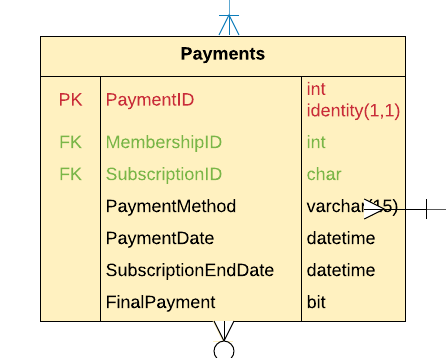 Payments
PK PaymentID int identity(1,1)
FK MembershipID int
FK SubscriptionID char
PaymentMethod varchar(15)
PaymentDate datetime
SubscriptionEndDate datetime
FinalPayment bit